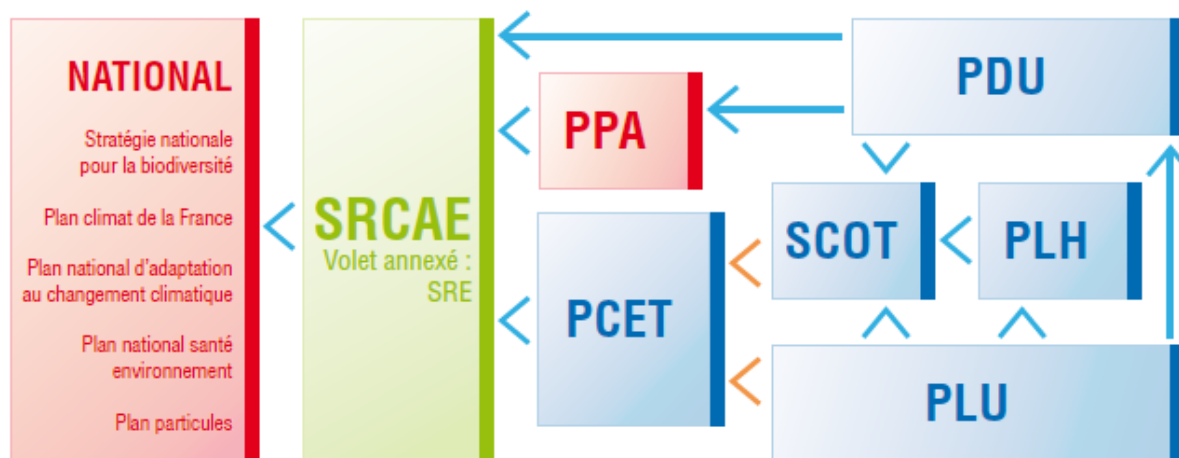 NATIONAL
Stratégie nationale
pour la biodiversité
Plan climat de la France
Plan national d'adaptation
au changement climatique
Plan national santé
environnement
Plan particules
SRCAE
Volet annexé :
SRE
PPA
PCET
PDU
SCOT
PLH
PLU